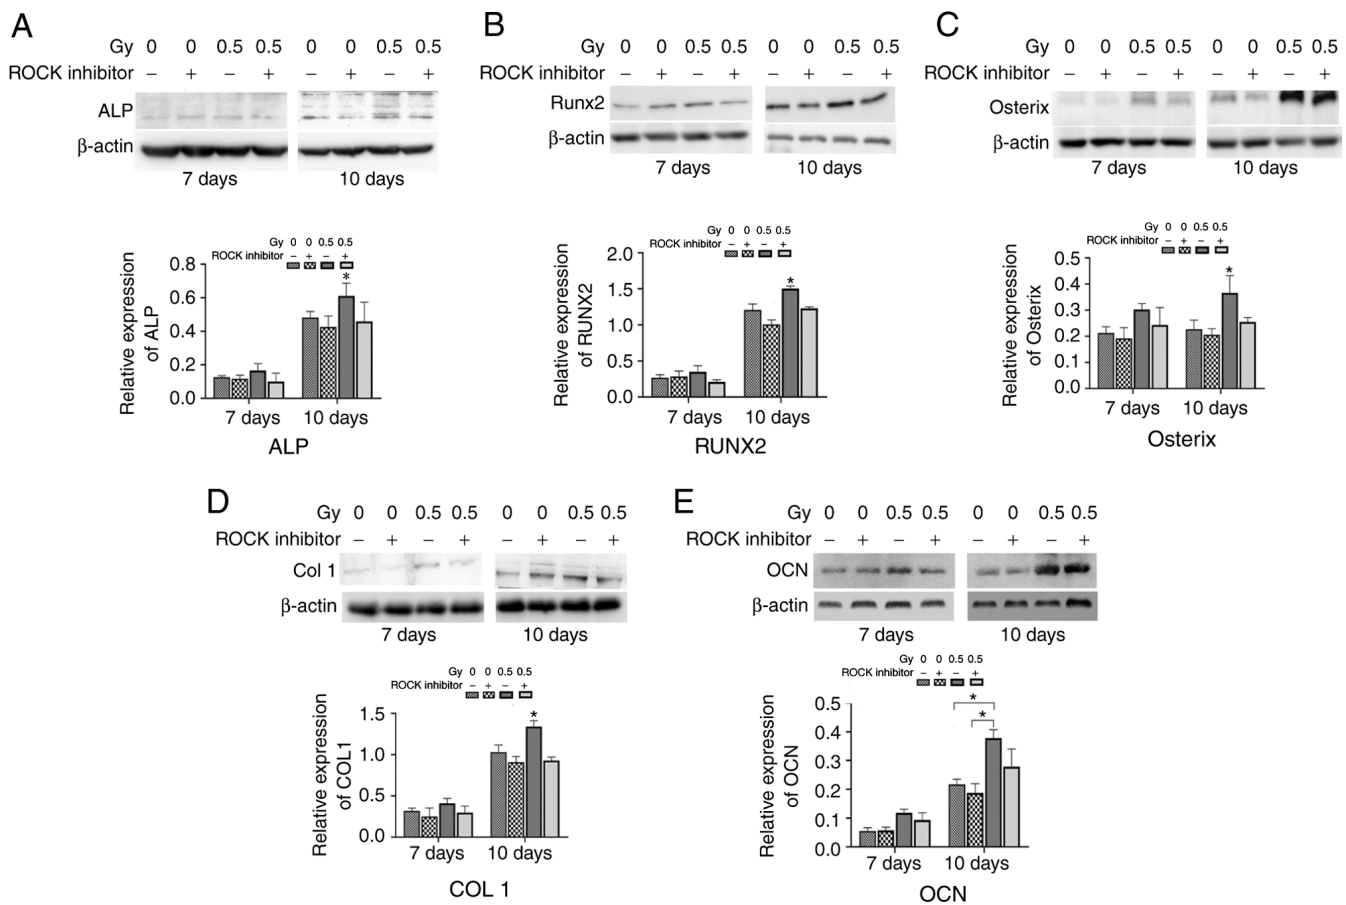 A
Gy 0 0 0.5 0.5 0 0 0.5 0.5
ROCK inhibitor – + – + – + – +
ALP
β-actin
7 days 10 days
Gy 0 0 0.5 0.5
ROCK inhibitor – + – +
Relative expression
of ALP
0.8
0.6
0.4
0.2
0.0
*
7 days 10 days
ALP
B
Gy 0 0 0.5 0.5 0 0 0.5 0.5
ROCK inhibitor – + – + – + – +
Runx2
β-actin
7 days 10 days
Gy 0 0 0.5 0.5
ROCK inhibitor – + – +
Relative expression
of RUNX2
2.0
1.5
1.0
0.5
0.0
*
7 days 10 days
RUNX2
C
Gy 0 0 0.5 0.5 0 0 0.5 0.5
ROCK inhibitor – + – + – + – +
Osterix
β-actin
7 days 10 days
Gy 0 0 0.5 0.5
ROCK inhibitor – + – +
Relative expression
of Osterix
0.5
0.4
0.3
0.2
0.1
0.0
*
7 days 10 days
Osterix
D
Gy 0 0 0.5 0.5 0 0 0.5 0.5
ROCK inhibitor – + – + – + – +
Col 1
β-actin
7 days 10 days
Gy 0 0 0.5 0.5
ROCK inhibitor – + – +
Relative expression
of COL1
1.5
1.0
0.5
0.0
*
7 days 10 days
COL 1
E
Gy 0 0 0.5 0.5 0 0 0.5 0.5
ROCK inhibitor – + – + – + – +
OCN
β-actin
7 days 10 days
Gy 0 0 0.5 0.5
ROCK inhibitor – + – +
Relative expression
of OCN
0.5
0.4
0.3
0.2
0.1
0.0
*
*
7 days 10 days
OCN